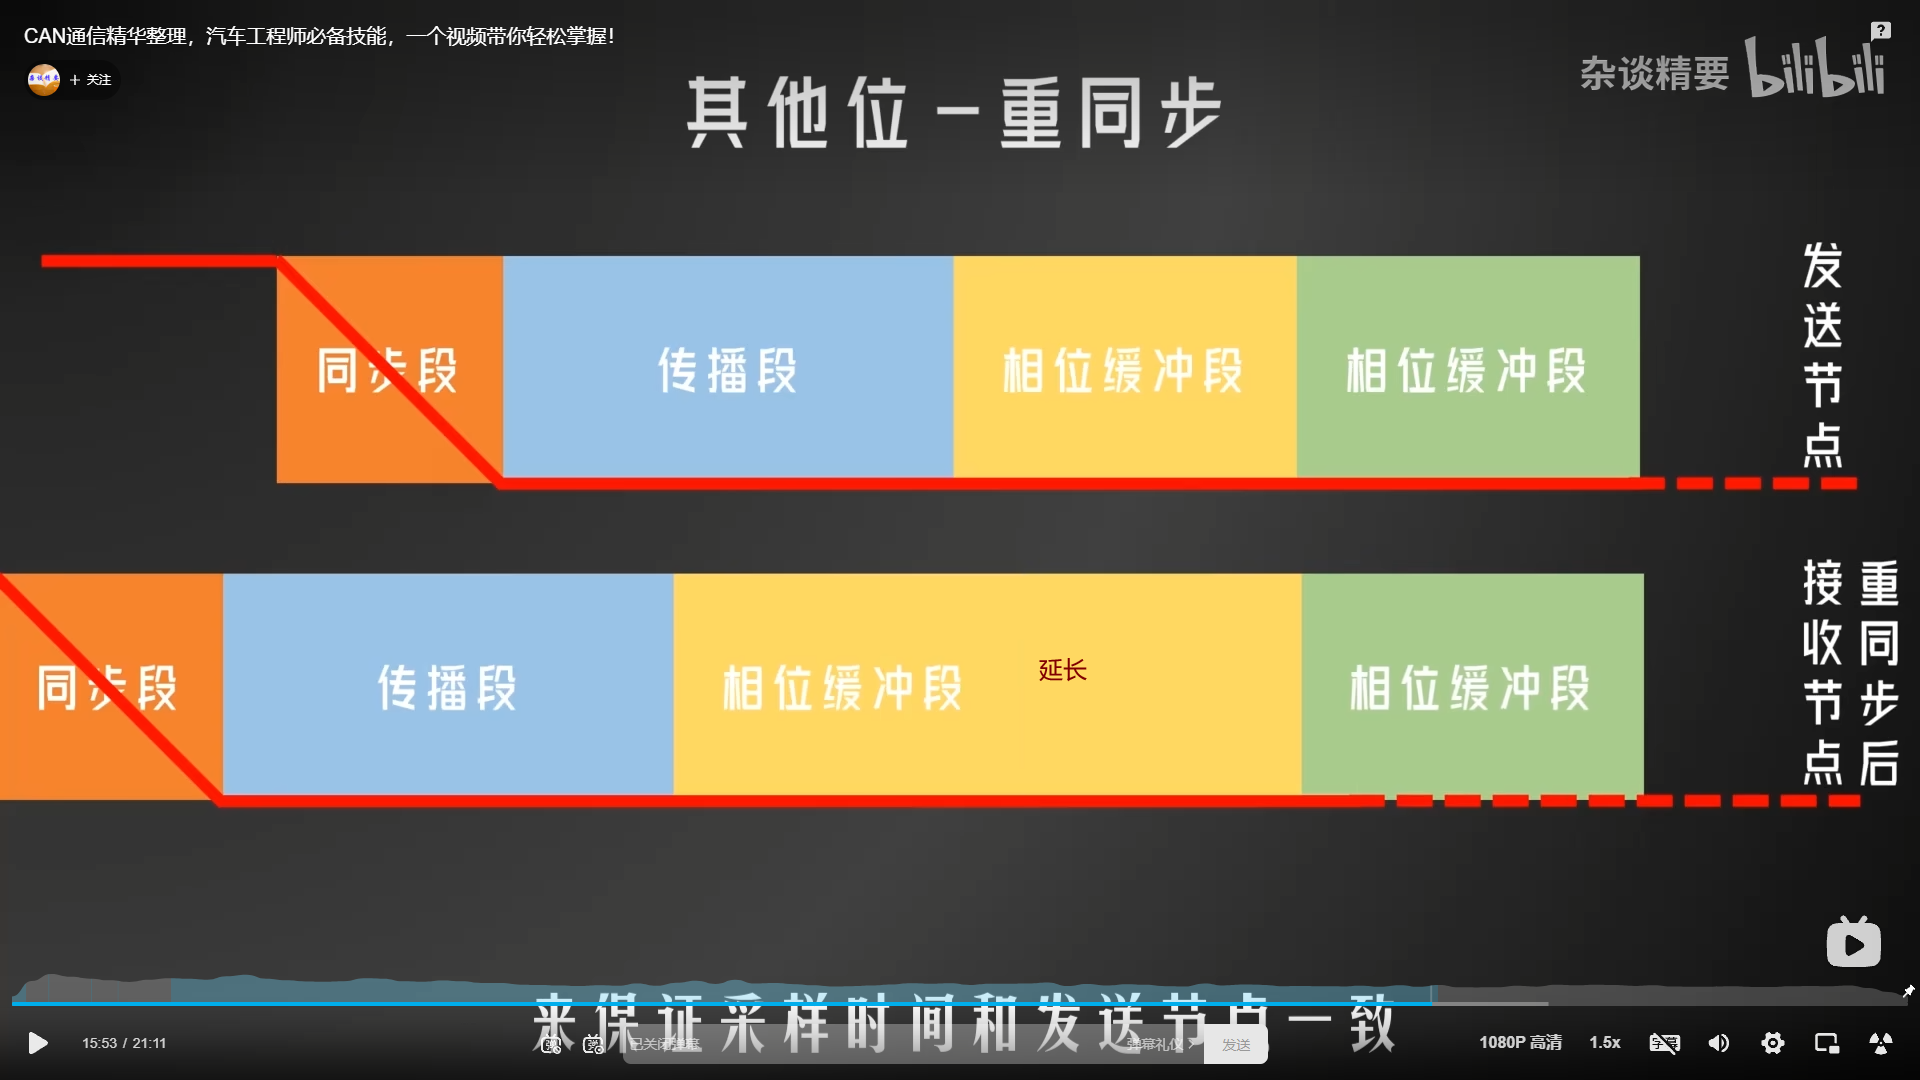 CAN通信精华整理，汽车工程师必备技能，一个视频带你轻松掌握！
+ 关注
杂谈精要 bilibili
其他位-重同步
同步段 传播段 相位缓冲段 相位缓冲段
发送节点
同步段 传播段 相位缓冲段 延长 相位缓冲段
接收节点
重同步后
来保证采样时间和发送节点一致
15:53 / 21:11
已关闭弹幕
弹幕礼仪 >
发送
1080P 高清
1.5x
字幕